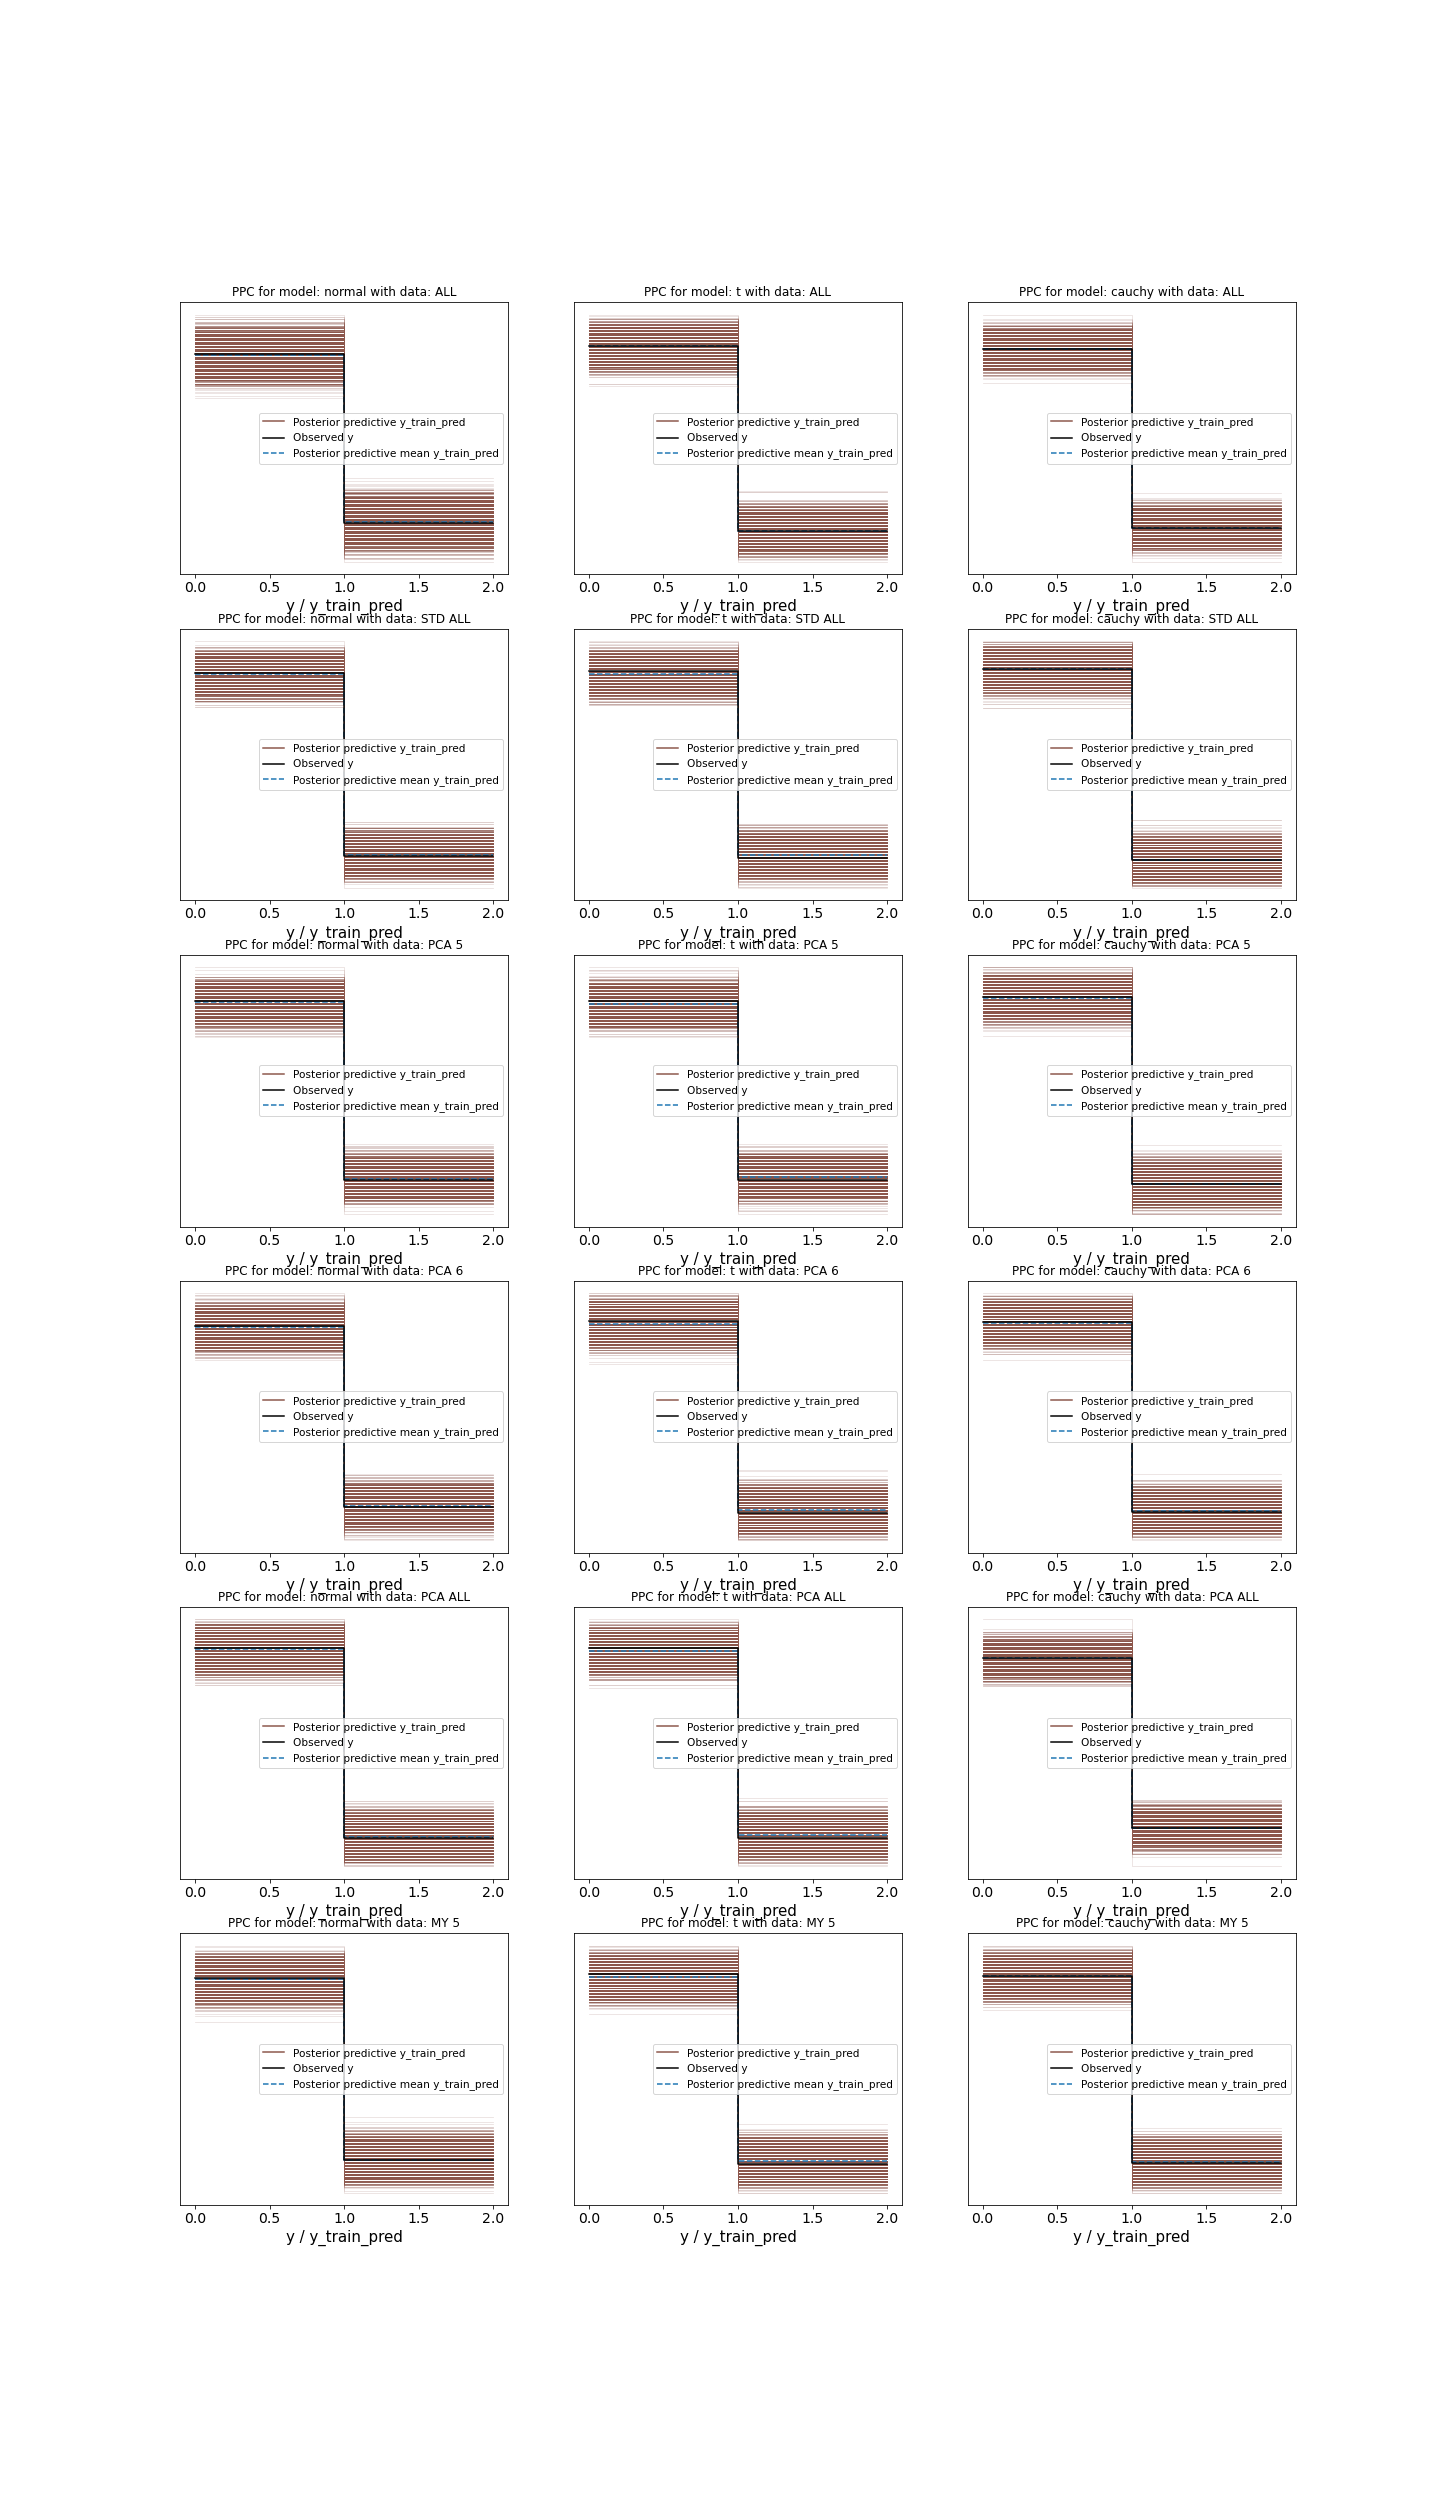 PPC for model: normal with data: ALL
PPC for model: t with data: ALL
PPC for model: cauchy with data: ALL
Posterior predictive y_train_pred
Observed y
Posterior predictive mean y_train_pred
Posterior predictive y_train_pred
Observed y
Posterior predictive mean y_train_pred
Posterior predictive y_train_pred
Observed y
Posterior predictive mean y_train_pred
0.0 0.5 1.0 1.5 2.0
0.0 0.5 1.0 1.5 2.0
0.0 0.5 1.0 1.5 2.0
y / y_train_pred
y / y_train_pred
y / y_train_pred
PPC for model: normal with data: STD ALL
PPC for model: t with data: STD ALL
PPC for model: cauchy with data: STD ALL
Posterior predictive y_train_pred
Observed y
Posterior predictive mean y_train_pred
Posterior predictive y_train_pred
Observed y
Posterior predictive mean y_train_pred
Posterior predictive y_train_pred
Observed y
Posterior predictive mean y_train_pred
0.0 0.5 1.0 1.5 2.0
0.0 0.5 1.0 1.5 2.0
0.0 0.5 1.0 1.5 2.0
y / y_train_pred
y / y_train_pred
y / y_train_pred
PPC for model: normal with data: PCA 5
PPC for model: t with data: PCA 5
PPC for model: cauchy with data: PCA 5
Posterior predictive y_train_pred
Observed y
Posterior predictive mean y_train_pred
Posterior predictive y_train_pred
Observed y
Posterior predictive mean y_train_pred
Posterior predictive y_train_pred
Observed y
Posterior predictive mean y_train_pred
0.0 0.5 1.0 1.5 2.0
0.0 0.5 1.0 1.5 2.0
0.0 0.5 1.0 1.5 2.0
y / y_train_pred
y / y_train_pred
y / y_train_pred
PPC for model: normal with data: PCA 6
PPC for model: t with data: PCA 6
PPC for model: cauchy with data: PCA 6
Posterior predictive y_train_pred
Observed y
Posterior predictive mean y_train_pred
Posterior predictive y_train_pred
Observed y
Posterior predictive mean y_train_pred
Posterior predictive y_train_pred
Observed y
Posterior predictive mean y_train_pred
0.0 0.5 1.0 1.5 2.0
0.0 0.5 1.0 1.5 2.0
0.0 0.5 1.0 1.5 2.0
y / y_train_pred
y / y_train_pred
y / y_train_pred
PPC for model: normal with data: PCA ALL
PPC for model: t with data: PCA ALL
PPC for model: cauchy with data: PCA ALL
Posterior predictive y_train_pred
Observed y
Posterior predictive mean y_train_pred
Posterior predictive y_train_pred
Observed y
Posterior predictive mean y_train_pred
Posterior predictive y_train_pred
Observed y
Posterior predictive mean y_train_pred
0.0 0.5 1.0 1.5 2.0
0.0 0.5 1.0 1.5 2.0
0.0 0.5 1.0 1.5 2.0
y / y_train_pred
y / y_train_pred
y / y_train_pred
PPC for model: normal with data: MY 5
PPC for model: t with data: MY 5
PPC for model: cauchy with data: MY 5
Posterior predictive y_train_pred
Observed y
Posterior predictive mean y_train_pred
Posterior predictive y_train_pred
Observed y
Posterior predictive mean y_train_pred
Posterior predictive y_train_pred
Observed y
Posterior predictive mean y_train_pred
0.0 0.5 1.0 1.5 2.0
0.0 0.5 1.0 1.5 2.0
0.0 0.5 1.0 1.5 2.0
y / y_train_pred
y / y_train_pred
y / y_train_pred